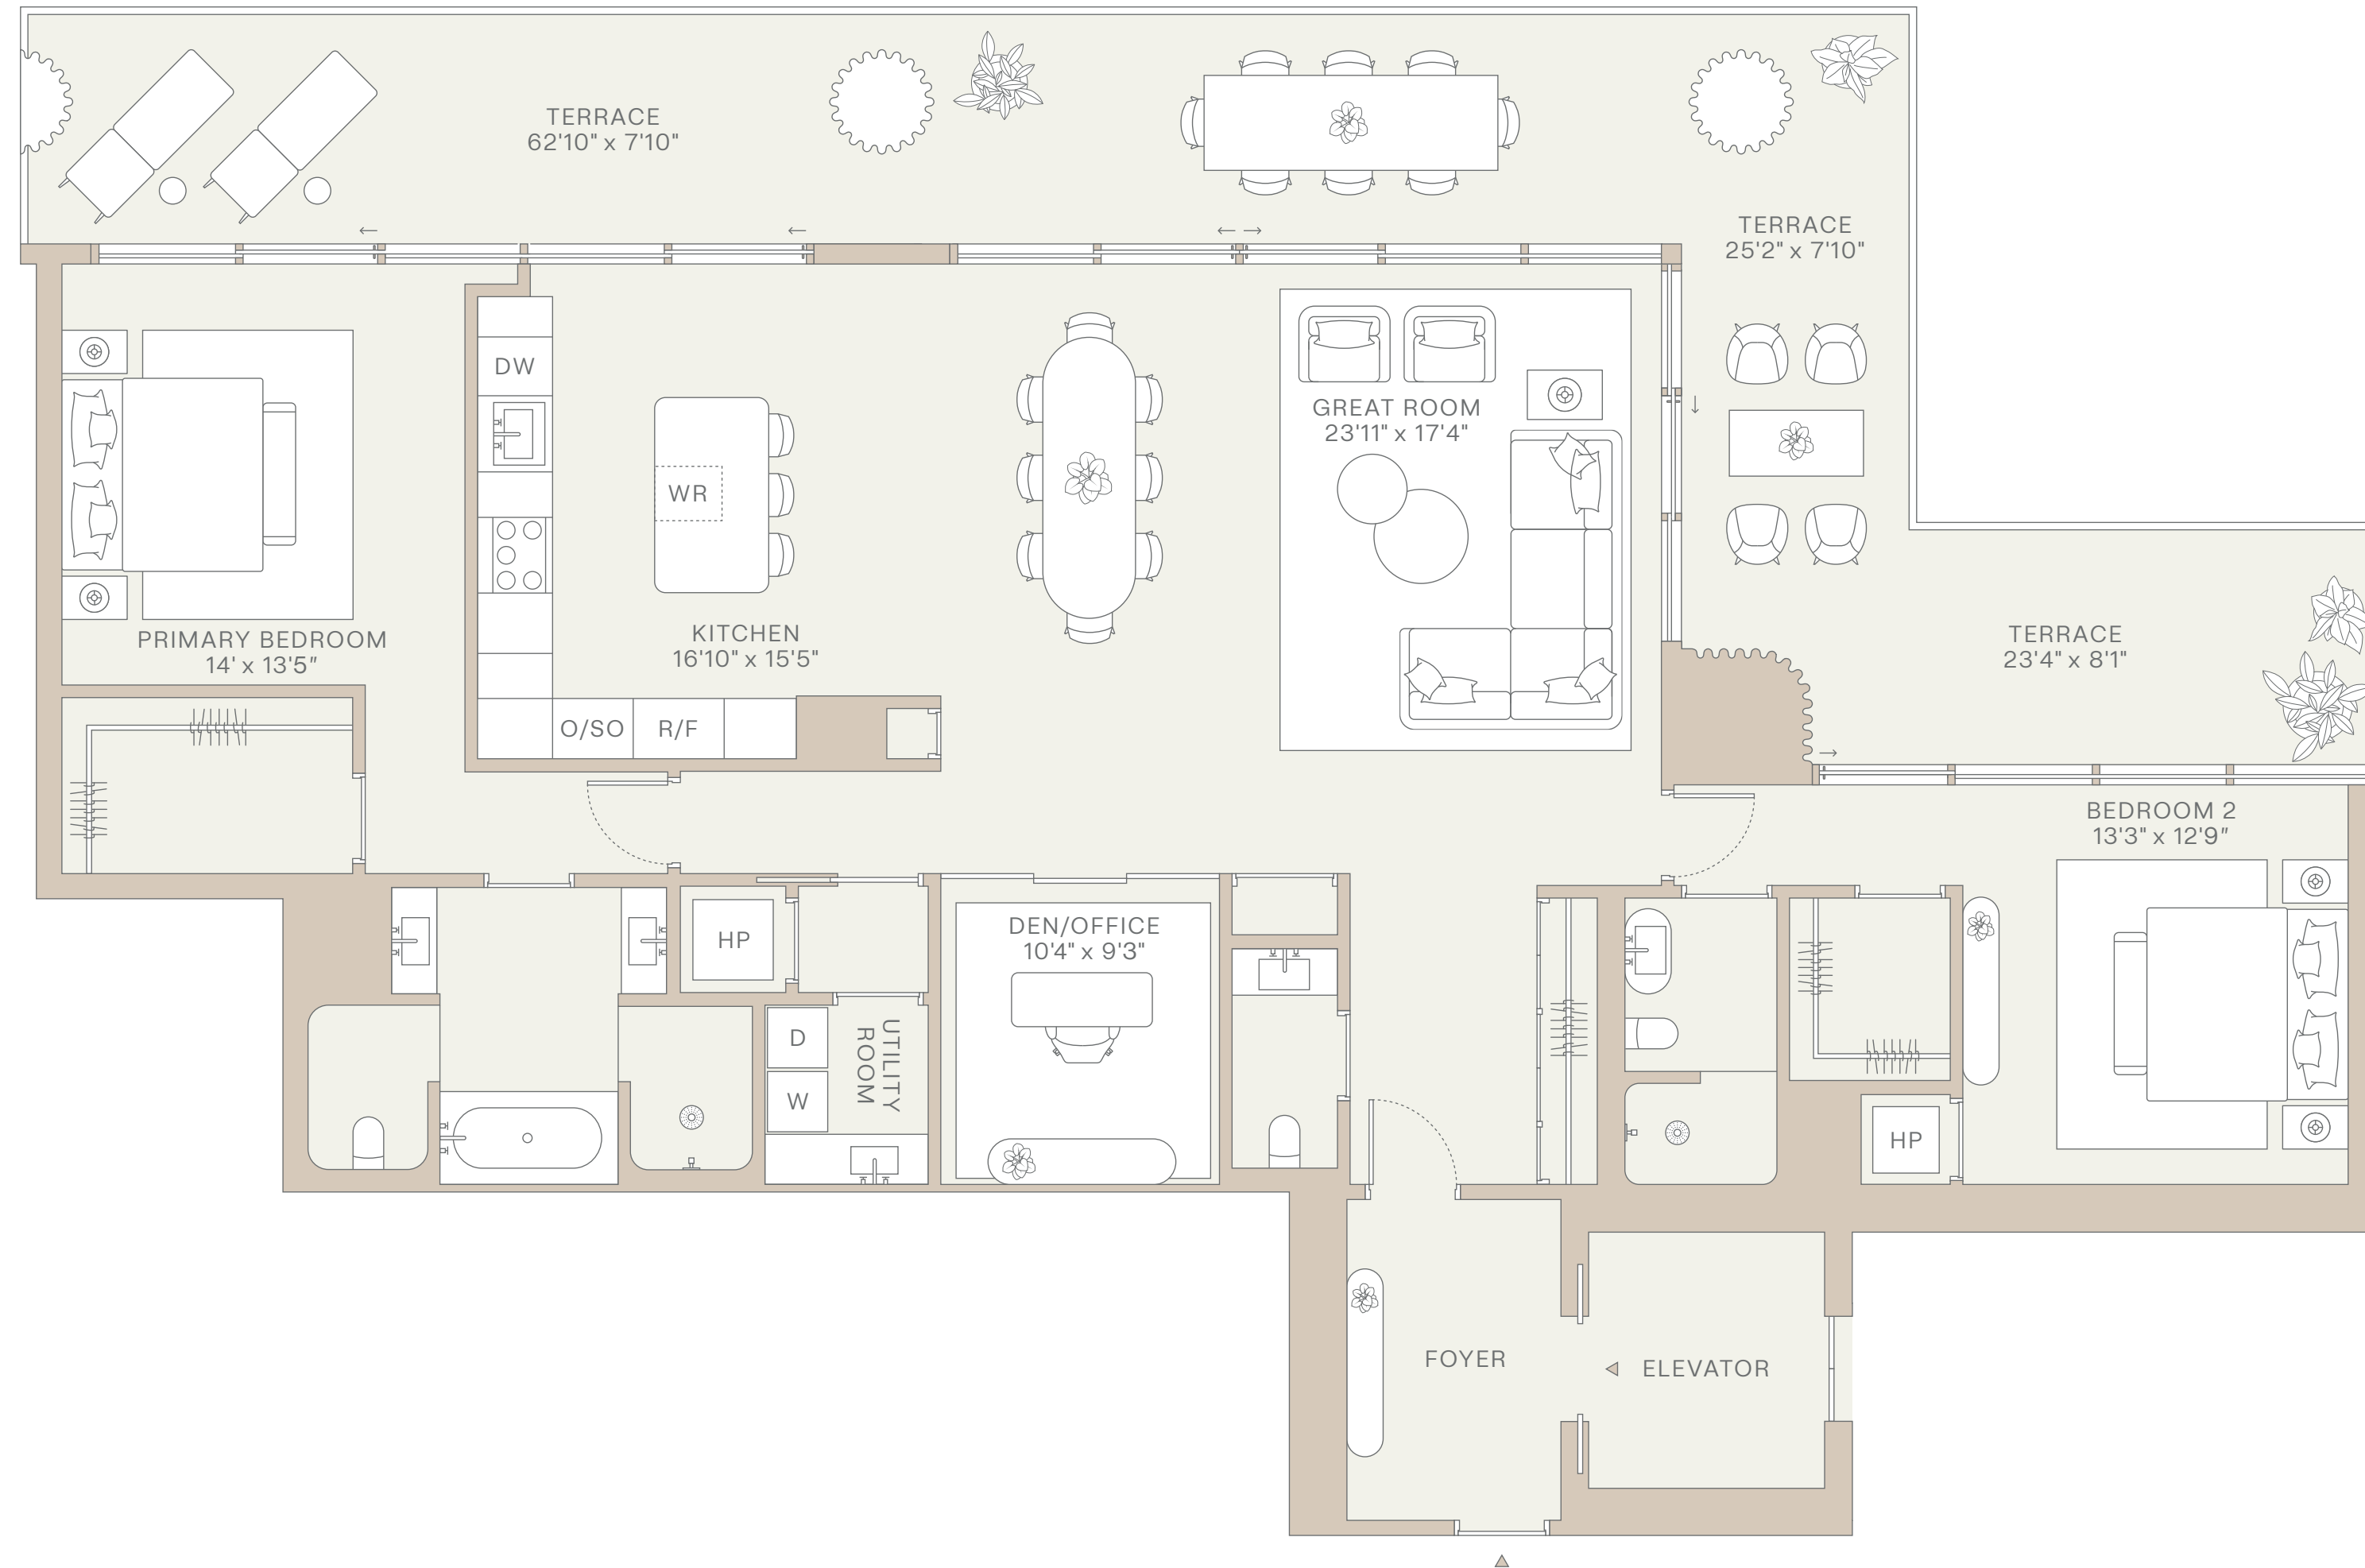 TERRACE
62'10" x 7'10"
TERRACE
25'2" x 7'10"
DW
GREAT ROOM
23'11" x 17'4"
WR
PRIMARY BEDROOM
14' x 13'5″
KITCHEN
16'10" x 15'5"
TERRACE
23'4" x 8'1"
O/SO
R/F
BEDROOM 2
13'3" x 12'9″
HP
DEN/OFFICE
10'4" x 9'3"
D
W
UTILITY
ROOM
HP
FOYER
ELEVATOR